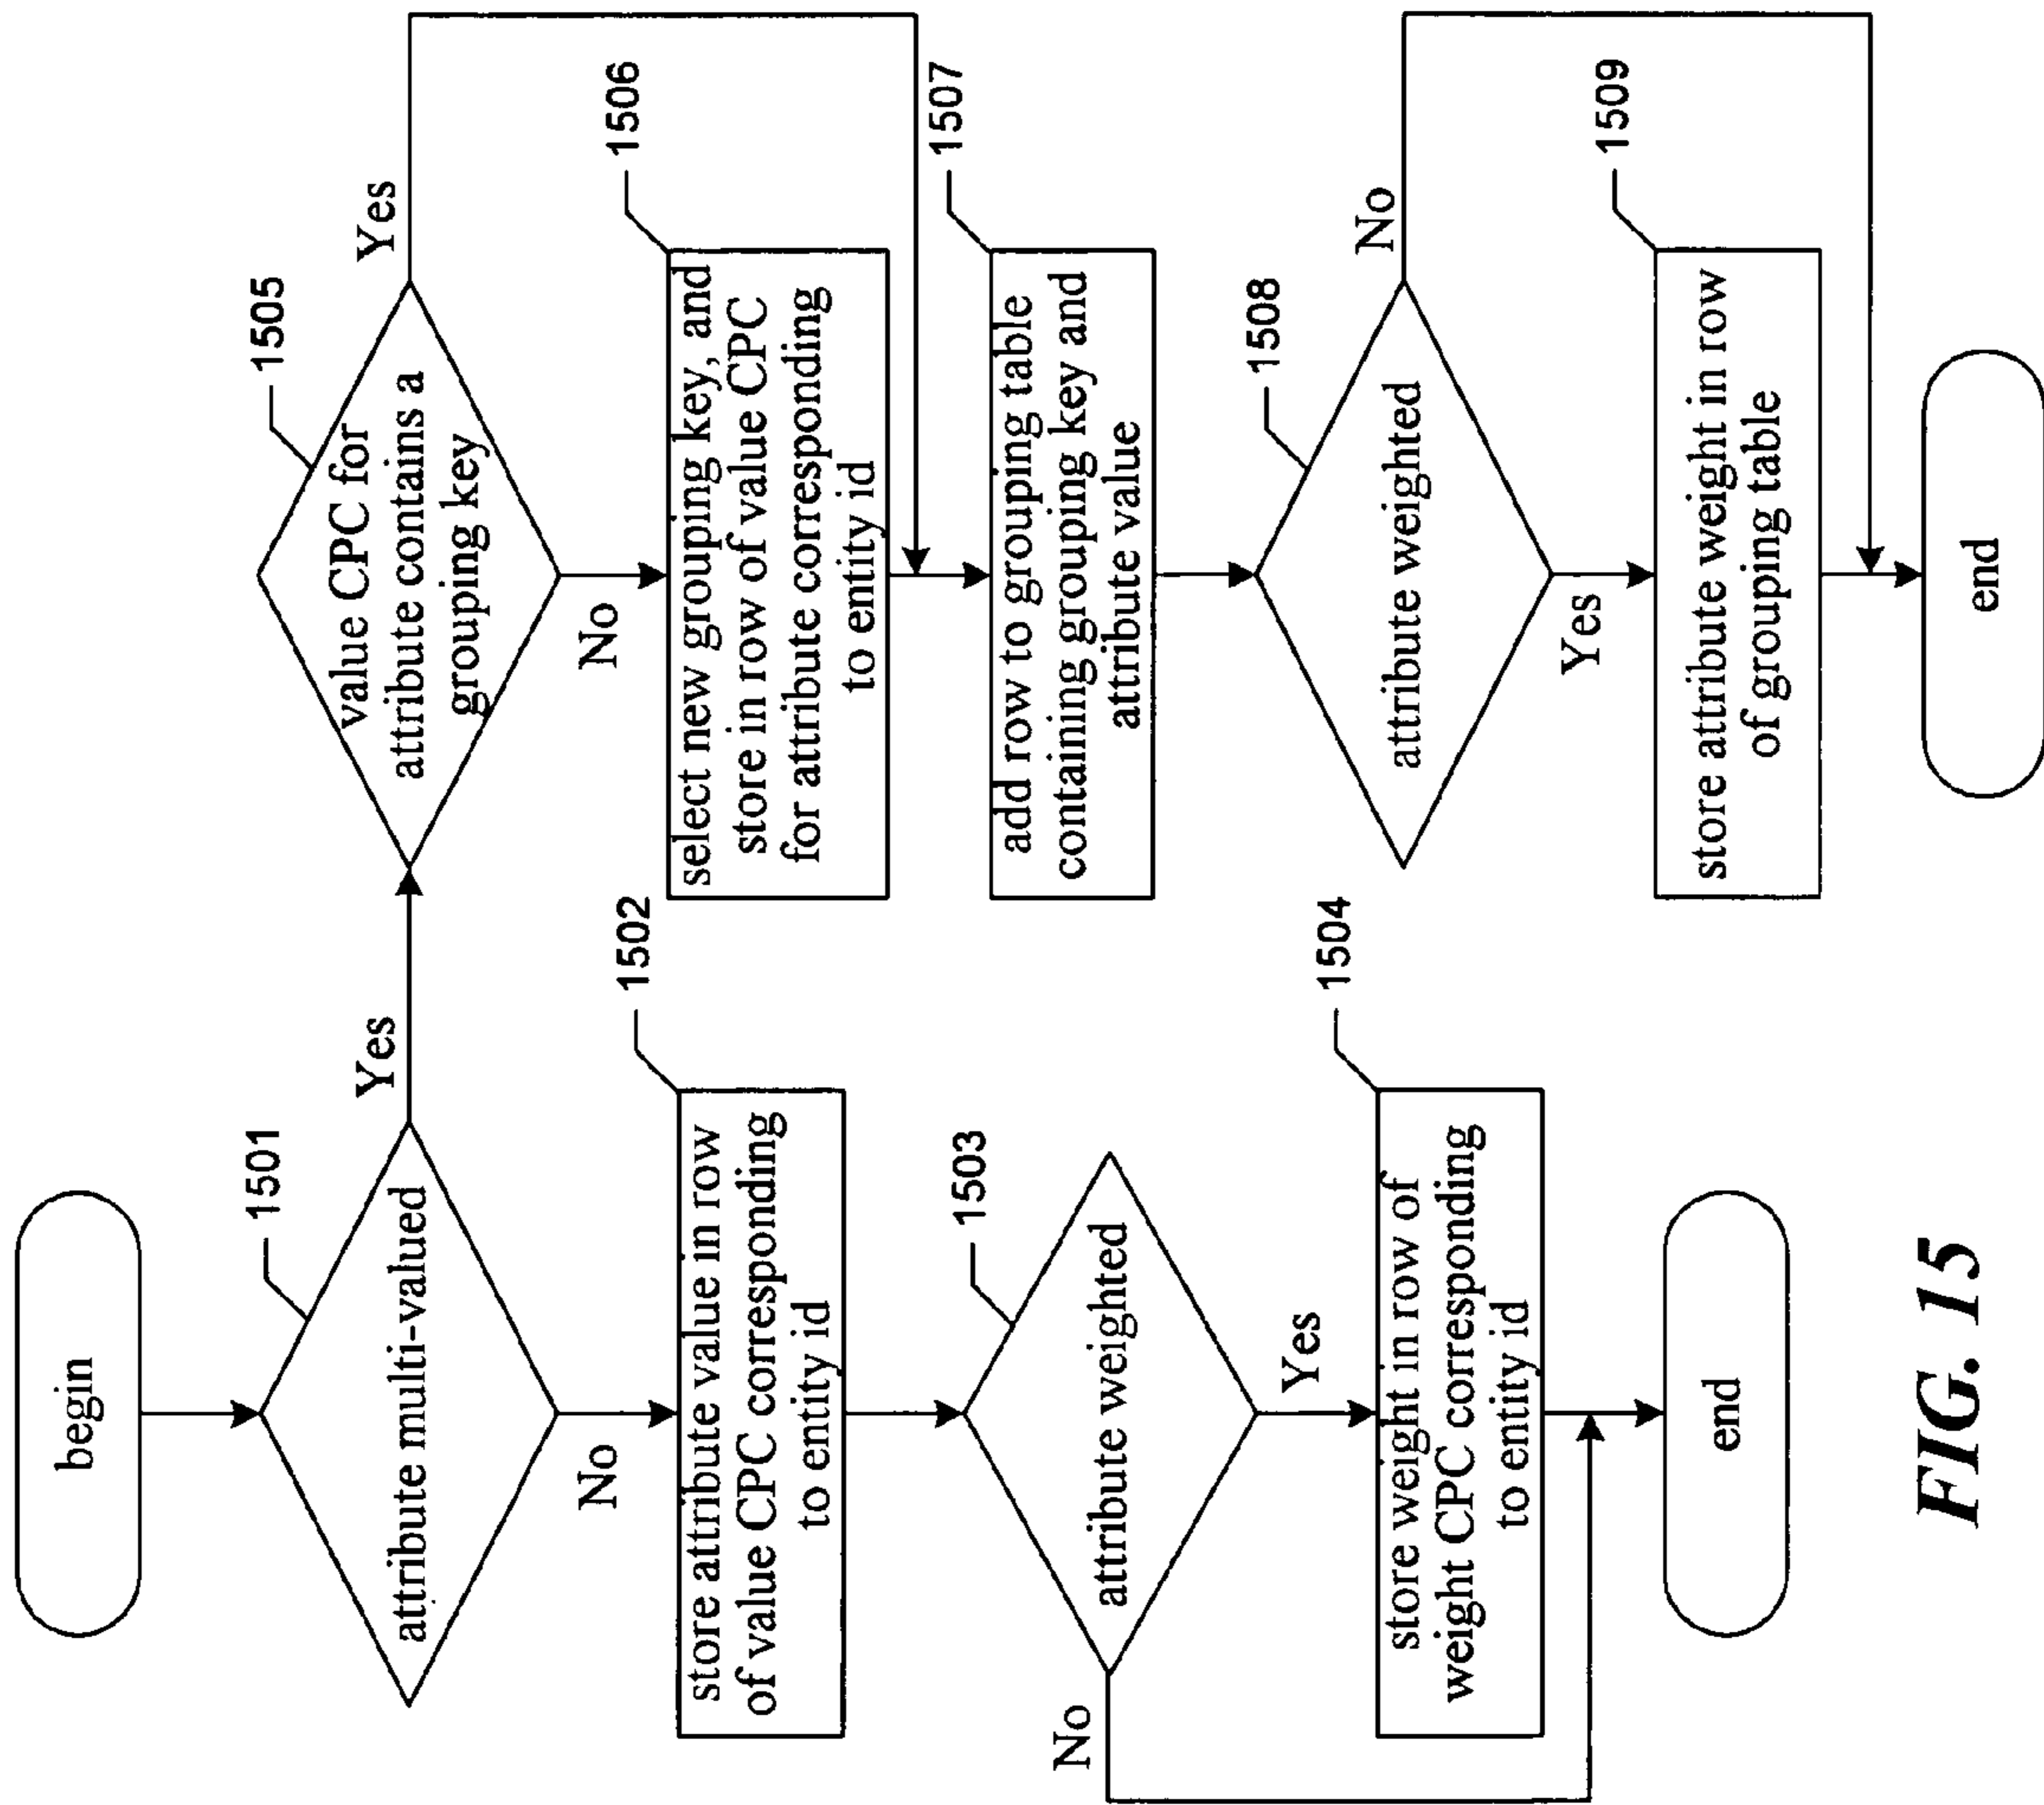 begin
1501
attribute multi-valued
Yes
No
1502
store attribute value in row
of value CPC corresponding
to entity id
1503
attribute weighted
No
Yes
1504
store weight in row of
weight CPC corresponding
to entity id
end
1505
value CPC for
attribute contains a
grouping key
Yes
No
1506
select new grouping key, and
store in row of value CPC
for attribute corresponding
to entity id
1507
add row to grouping table
containing grouping key and
attribute value
1508
attribute weighted
No
Yes
1509
store attribute weight in row
of grouping table
end
FIG. 15